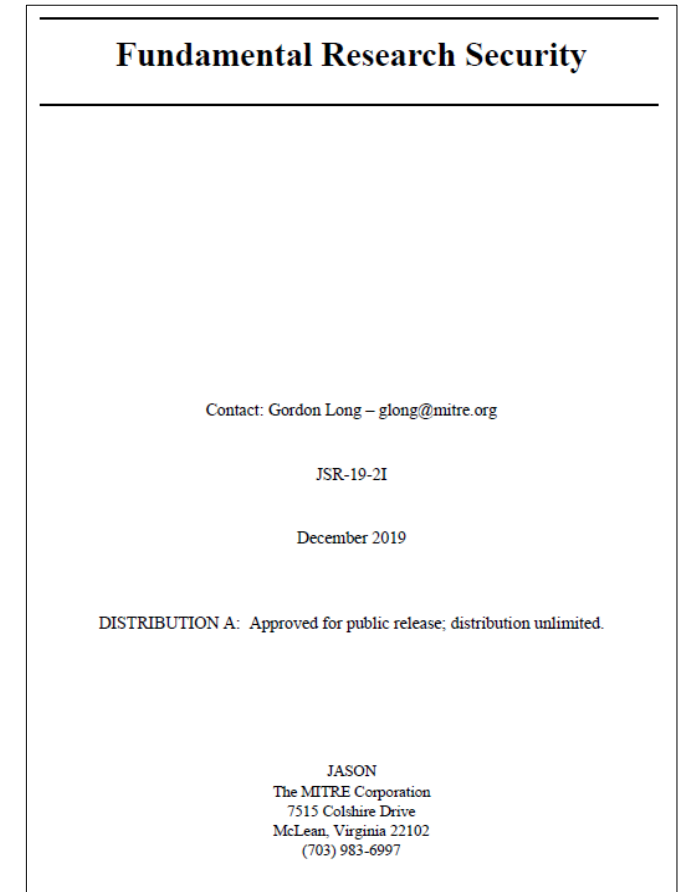 Fundamental Research Security
Contact: Gordon Long – glong@mitre.org
JSR-19-2I
December 2019
DISTRIBUTION A:  Approved for public release; distribution unlimited.
JASON
The MITRE Corporation
7515 Colshire Drive
McLean, Virginia 22102
(703) 983-6997